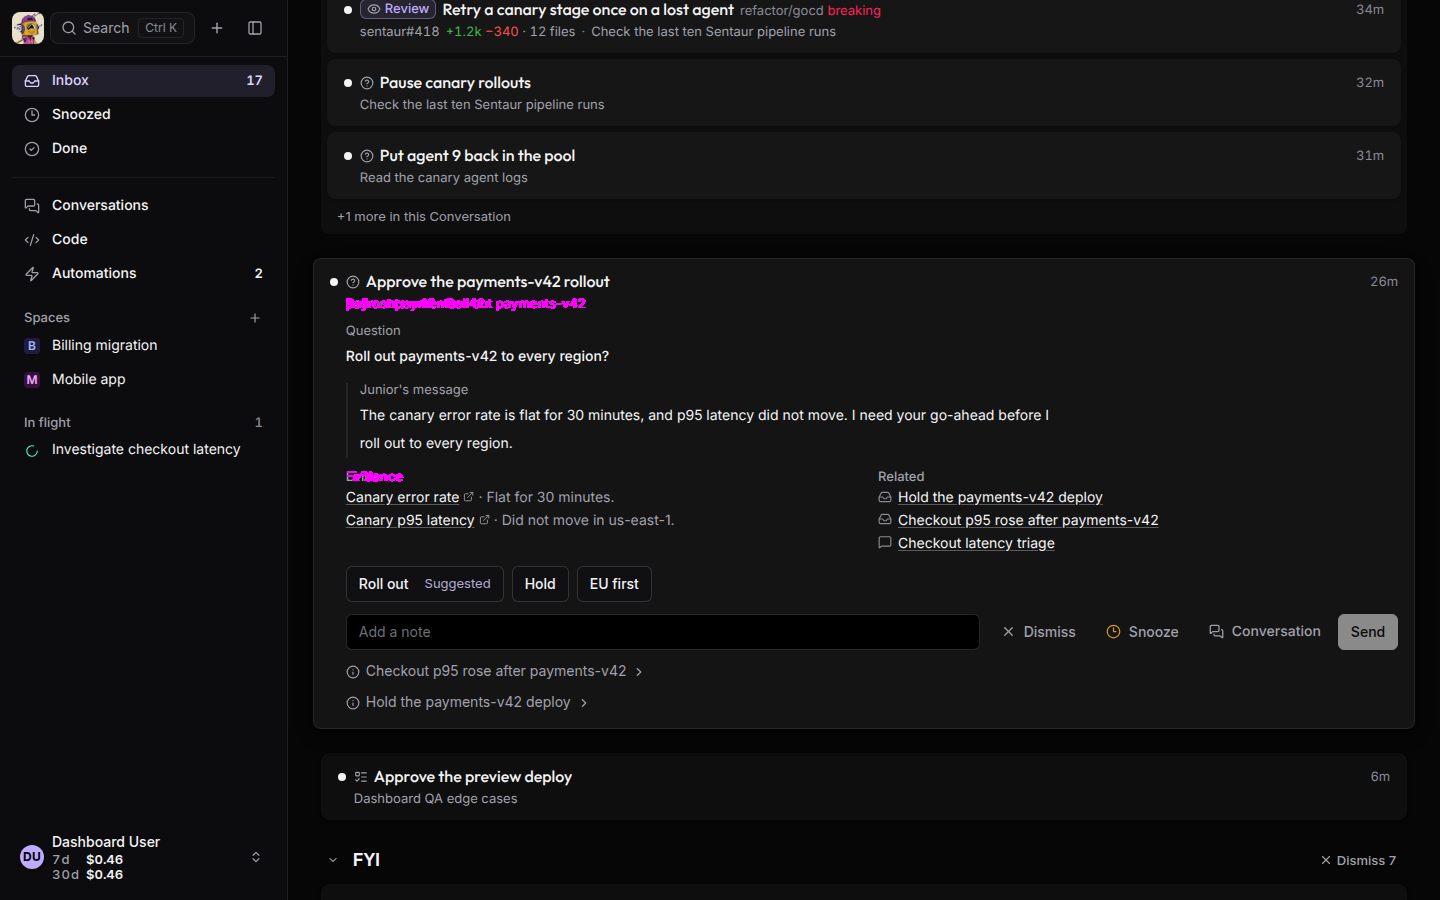 Search Ctrl K
Inbox 17
Snoozed
Done
Conversations
Code
Automations 2
Spaces
B Billing migration
M Mobile app
In flight 1
Investigate checkout latency
DU Dashboard User
7d $0.46
30d $0.46
Review Retry a canary stage once on a lost agent refactor/gocd breaking 34m
sentaur#418 +1.2k −340 · 12 files · Check the last ten Sentaur pipeline runs
Pause canary rollouts 32m
Check the last ten Sentaur pipeline runs
Put agent 9 back in the pool 31m
Read the canary agent logs
+1 more in this Conversation
Approve the payments-v42 rollout 26m
payments-v42
Question
Roll out payments-v42 to every region?
Junior's message
The canary error rate is flat for 30 minutes, and p95 latency did not move. I need your go-ahead before I
roll out to every region.
Canary error rate · Flat for 30 minutes.
Canary p95 latency · Did not move in us-east-1.
Related
Hold the payments-v42 deploy
Checkout p95 rose after payments-v42
Checkout latency triage
Roll out Suggested Hold EU first
Add a note Dismiss Snooze Conversation Send
Checkout p95 rose after payments-v42
Hold the payments-v42 deploy
Approve the preview deploy 6m
Dashboard QA edge cases
FYI Dismiss 7